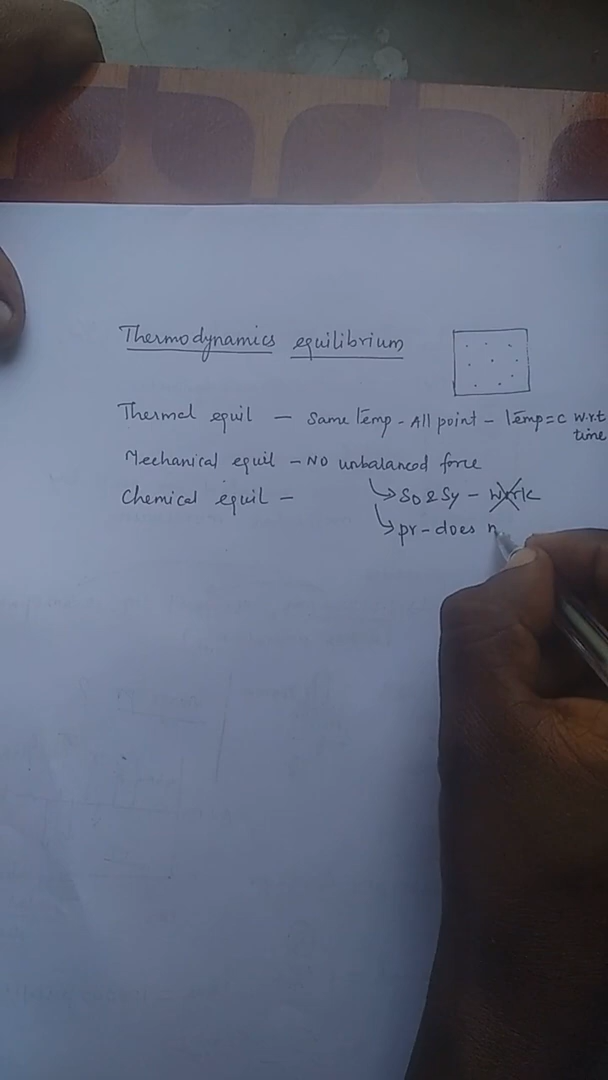 Thermodynamics equilibrium
Thermal equil - same Temp - All point - Temp = C w.r.t time
Mechanical equil - NO unbalanced force
Chemical equil - ↳ So & Sy - work
↳ pr - does n